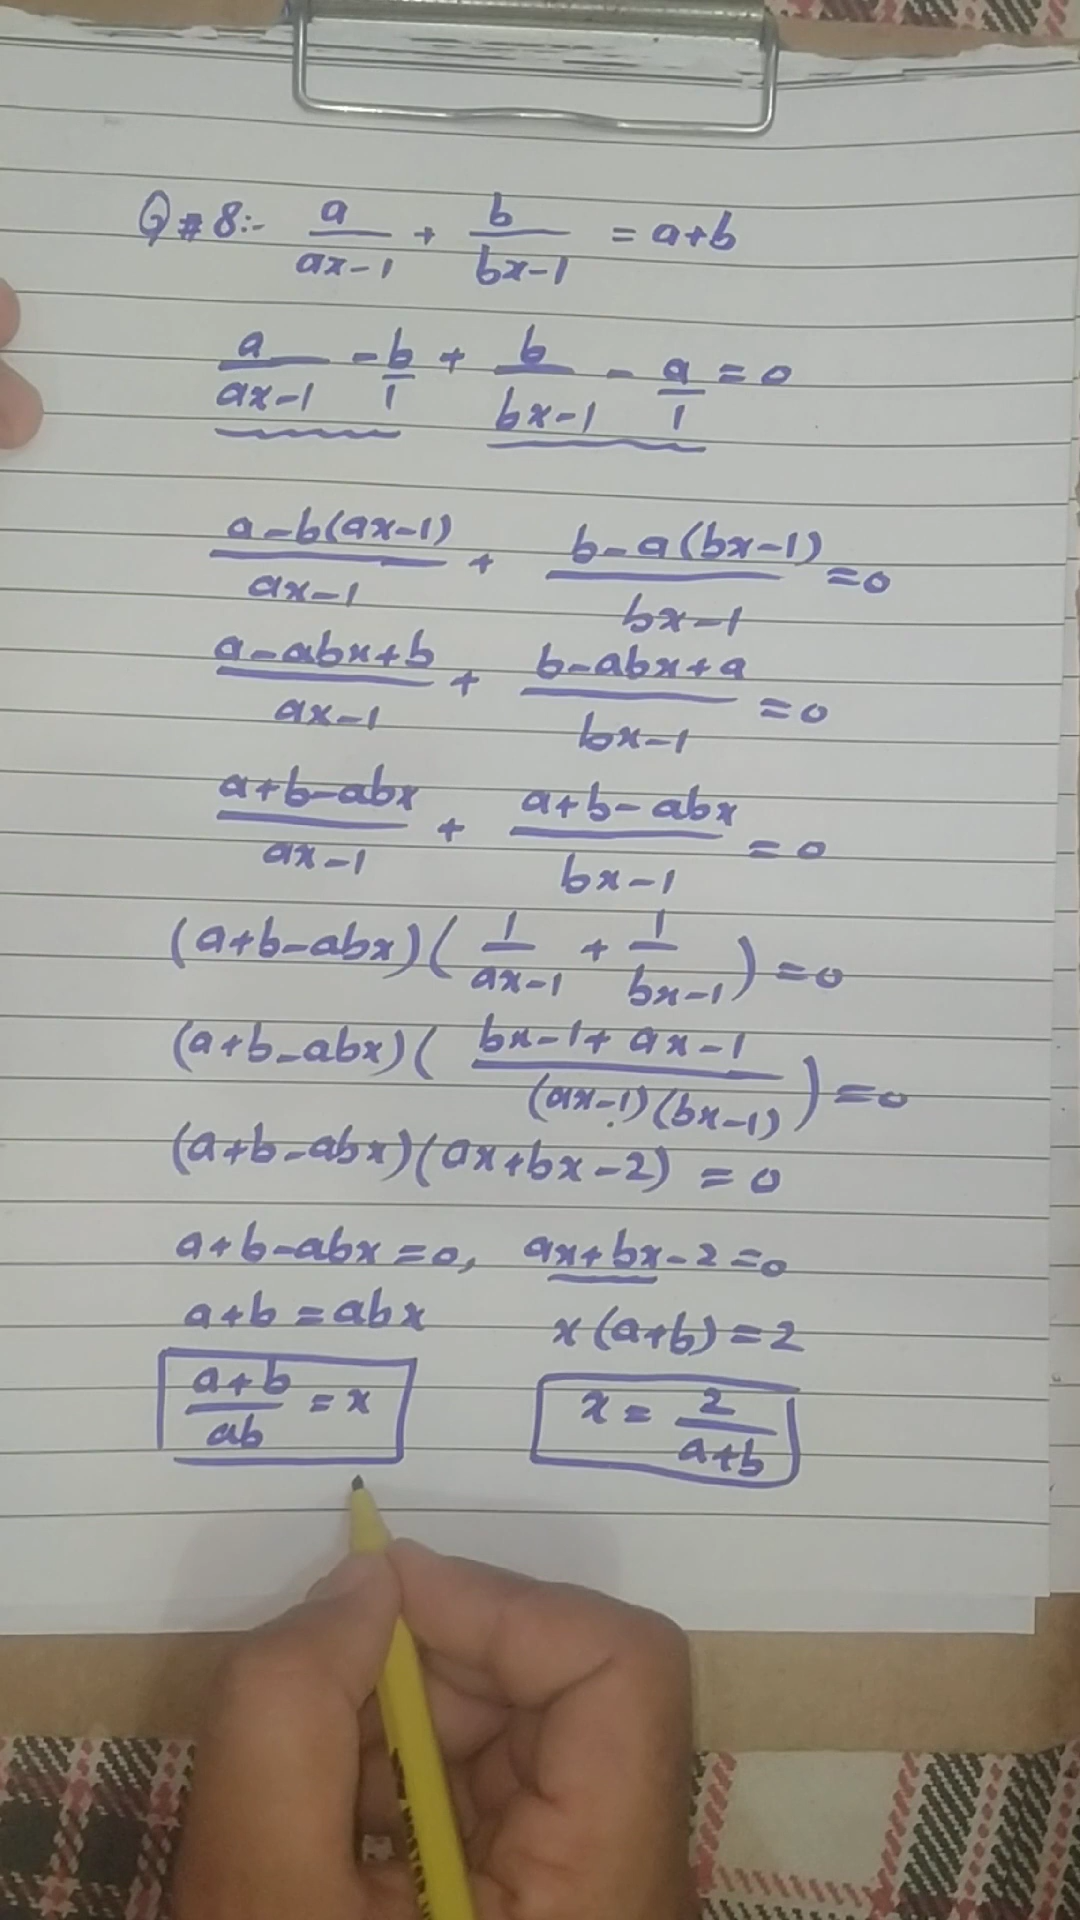 Q # 8:- a/(ax-1) + b/(bx-1) = a+b
a/(ax-1) - b/1 + b/(bx-1) - a/1 = 0
(a-b(ax-1))/(ax-1) + (b-a(bx-1))/(bx-1) = 0
(a-abx+b)/(ax-1) + (b-abx+a)/(bx-1) = 0
(a+b-abx)/(ax-1) + (a+b-abx)/(bx-1) = 0
(a+b-abx)(1/(ax-1) + 1/(bx-1)) = 0
(a+b-abx)((bx-1+ax-1)/((ax-1)(bx-1))) = 0
(a+b-abx)(ax+bx-2) = 0
a+b-abx=0, ax+bx-2=0
a+b=abx x(a+b)=2
(a+b)/ab = x x = 2/(a+b)